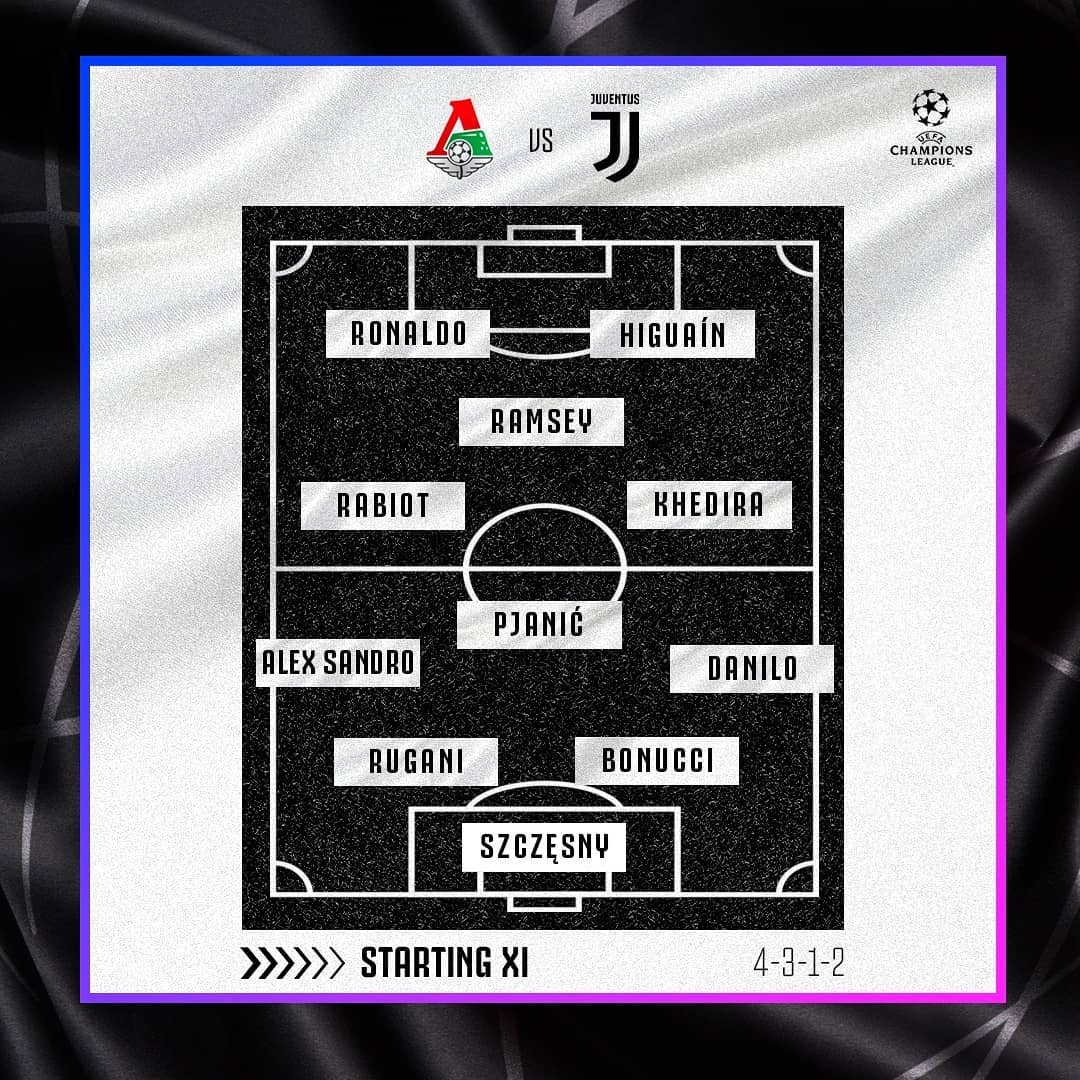 JUVENTUS
VS
UEFA
CHAMPIONS
LEAGUE
RONALDO
HIGUAÍN
RAMSEY
RABIOT
KHEDIRA
PJANIĆ
ALEX SANDRO
DANILO
RUGANI
BONUCCI
SZCZĘSNY
STARTING XI
4-3-1-2